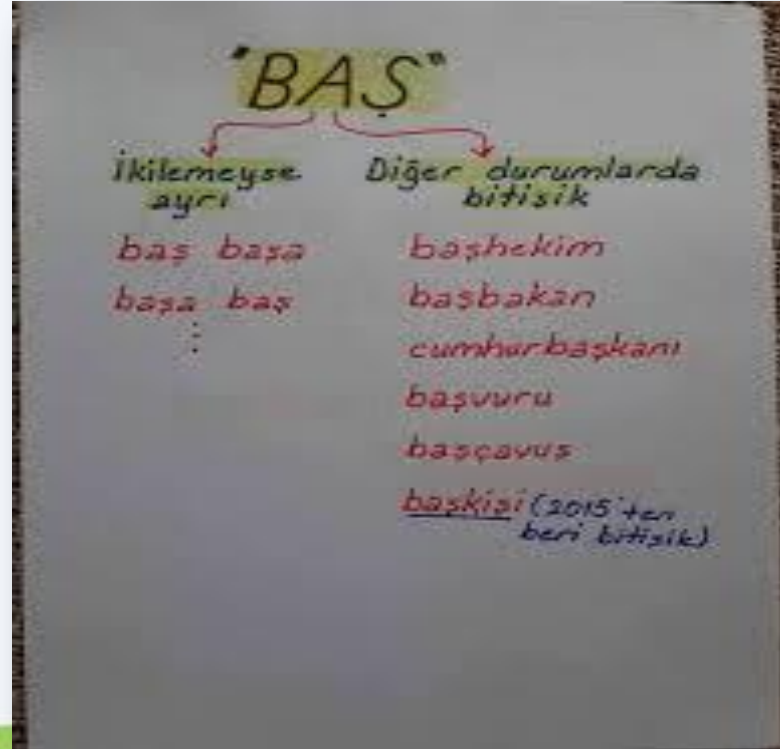 "BAŞ"
İkilemeyse
ayrı
baş başa
başa baş
Diğer durumlarda
bitişik
başhekim
başbakan
cumhurbaşkanı
başvuru
başçavuş
başkişi (2015'ten
beri bitişik)